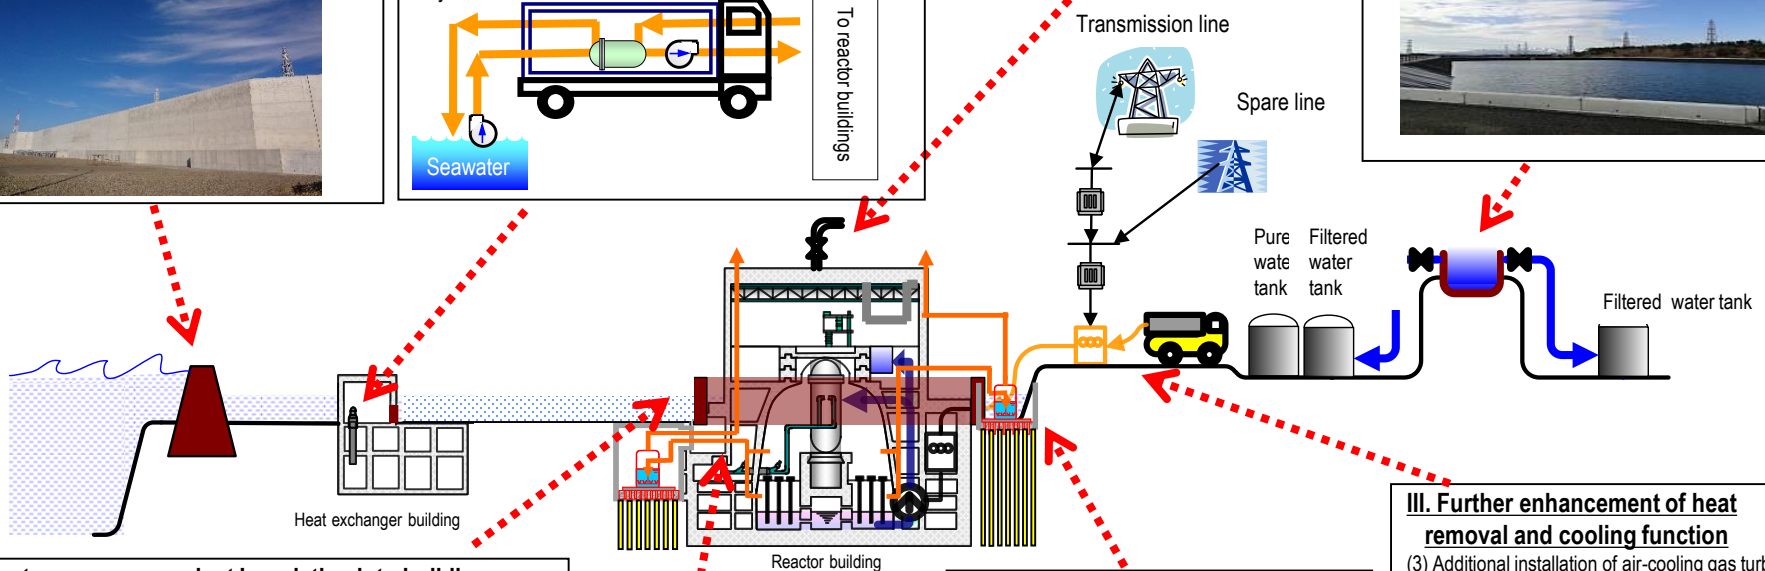 To reactor buildings
Seawater
Transmission line
Spare line
Pure
wate
tank
Filtered
water
tank
Filtered water tank
Heat exchanger building
Reactor building
III. Further enhancement of heat
removal and cooling function
(3) Additional installation of air-cooling gas turb